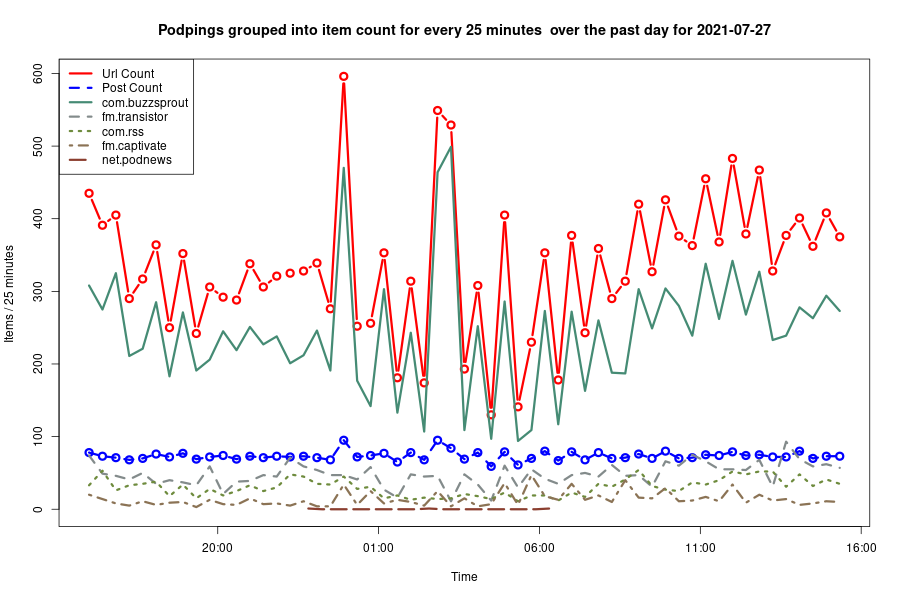 Podpings grouped into item count for every 25 minutes  over the past day for 2021-07-27
Url Count
Post Count
com.buzzsprout
fm.transistor
com.rss
fm.captivate
net.podnews
600
500
400
300
200
100
0
Items / 25 minutes
20:00
01:00
06:00
11:00
16:00
Time